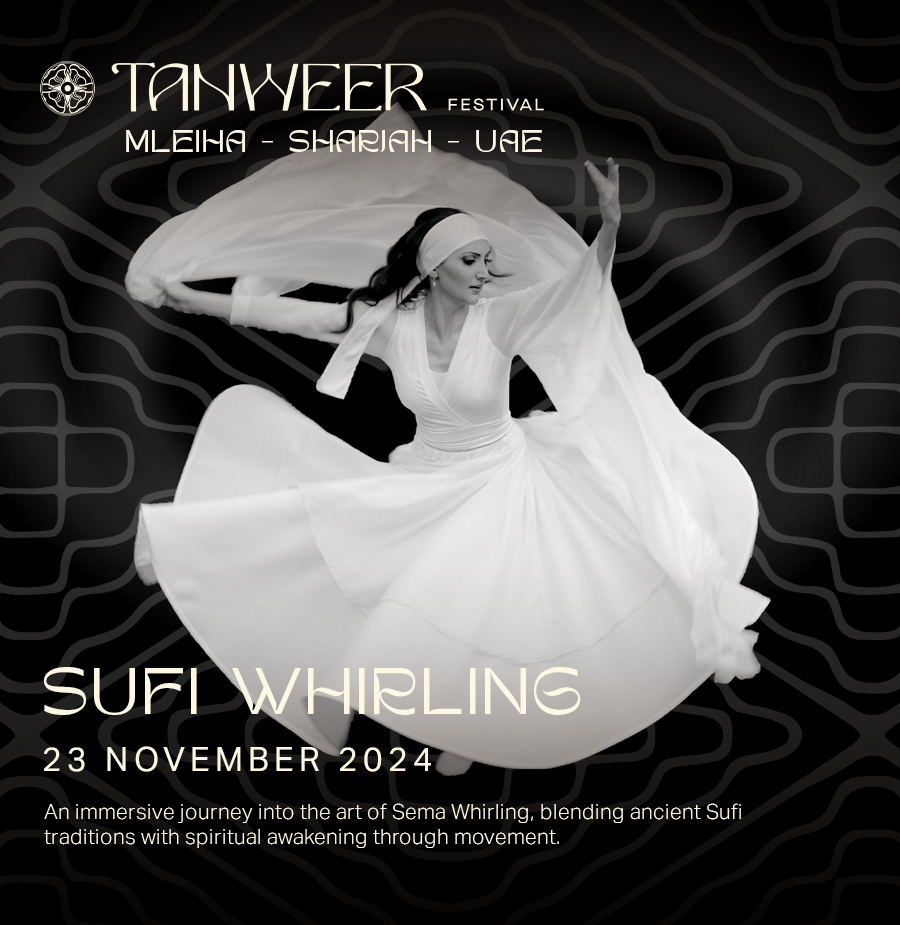 TANWEER FESTIVAL
MLEIHA - SHARJAH - UAE
SUFI WHIRLING
23 NOVEMBER 2024
An immersive journey into the art of Sema Whirling, blending ancient Sufi
traditions with spiritual awakening through movement.